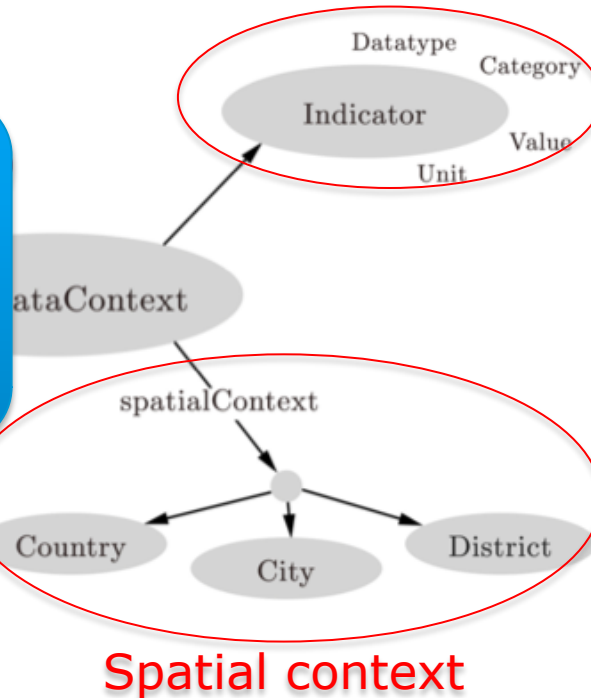 Datatype
Category
Indicator
Value
Unit
ataContext
spatialContext
Country
City
District
Spatial context